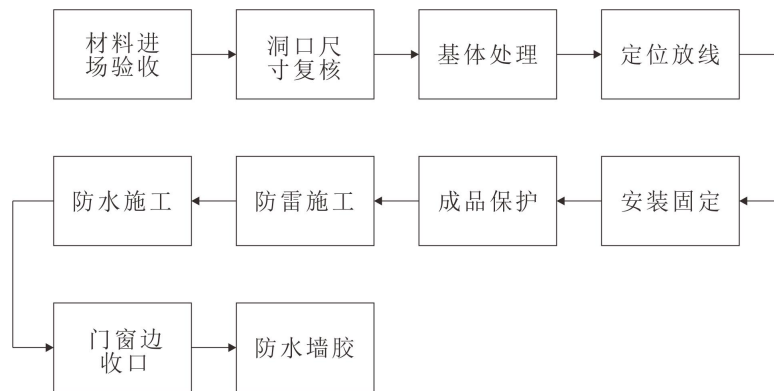 材料进
场验收
洞口尺
寸复核
基体处理
定位放线
防水施工
防雷施工
成品保护
安装固定
门窗边
收口
防水墙胶